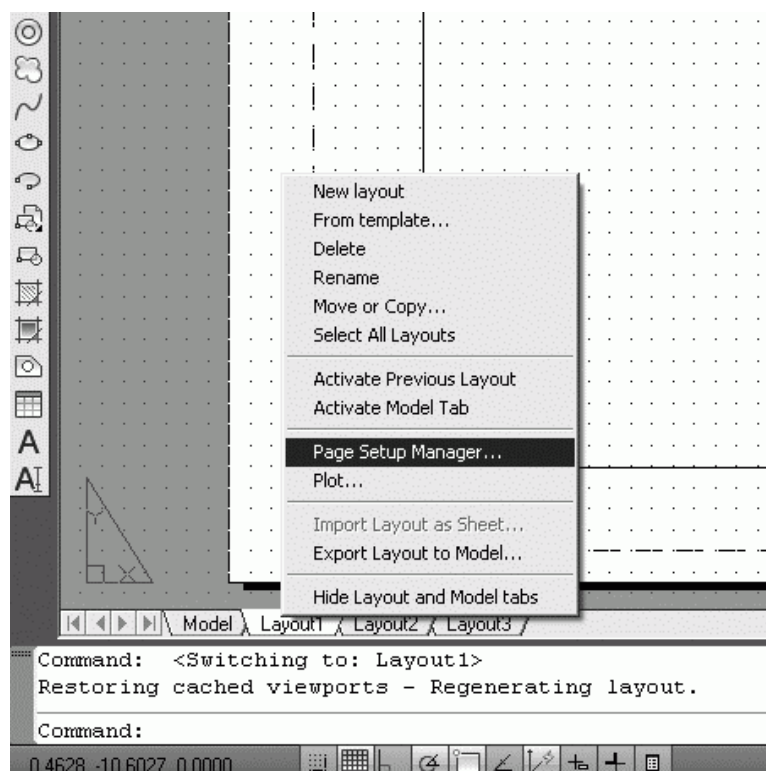 New layout
From template...
Delete
Rename
Move or Copy...
Select All Layouts
Activate Previous Layout
Activate Model Tab
Page Setup Manager...
Plot...
Import Layout as Sheet...
Export Layout to Model...
Hide Layout and Model tabs
A
A
Y
X
Model Layout1 Layout2 Layout3
Command: <Switching to: Layout1>
Restoring cached viewports - Regenerating layout.
Command:
0.4628, -10.6027, 0.0000